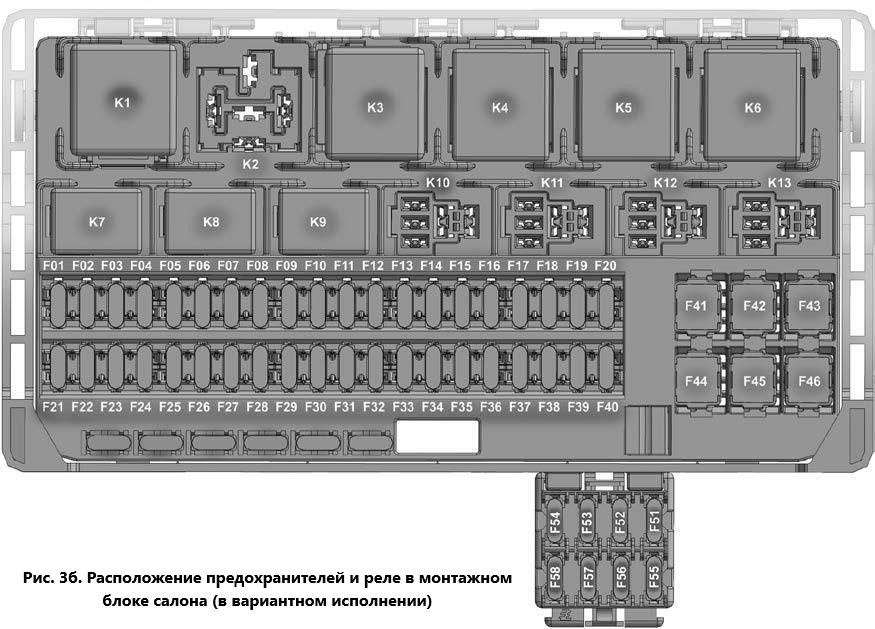 K1
K2
K3
K4
K5
K6
K7
K8
K9
K10
K11
K12
K13
F01 F02 F03 F04 F05 F06 F07 F08 F09 F10 F11 F12 F13 F14 F15 F16 F17 F18 F19 F20
F41 F42 F43
F44 F45 F46
F21 F22 F23 F24 F25 F26 F27 F28 F29 F30 F31 F32 F33 F34 F35 F36 F37 F38 F39 F40
F54 F53 F52 F51
F58 F57 F56 F55
Рис. 3б. Расположение предохранителей и реле в монтажном
блоке салона (в вариантном исполнении)